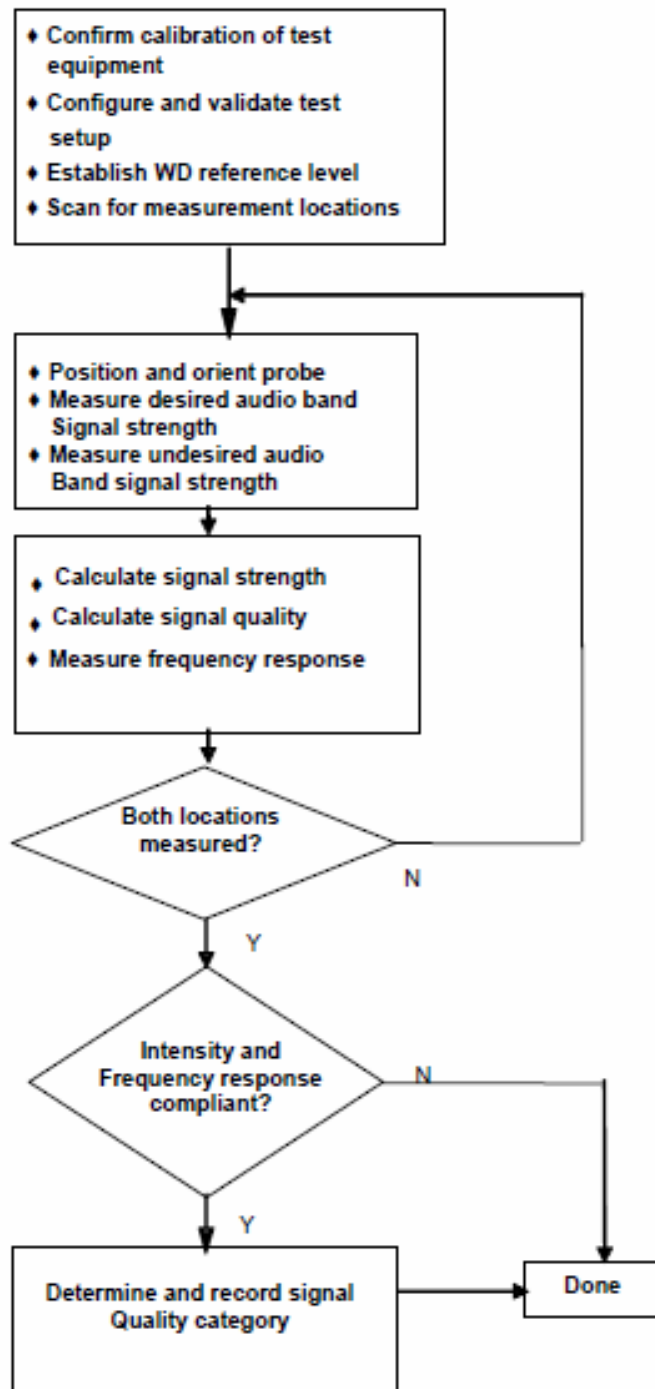 ♦ Confirm calibration of test
equipment
♦ Configure and validate test
setup
♦ Establish WD reference level
♦ Scan for measurement locations
♦ Position and orient probe
♦ Measure desired audio band
Signal strength
♦ Measure undesired audio
Band signal strength
♦ Calculate signal strength
♦ Calculate signal quality
♦ Measure frequency response
Both locations
measured?
N
Y
Intensity and
Frequency response
compliant?
N
Y
Determine and record signal
Quality category
Done